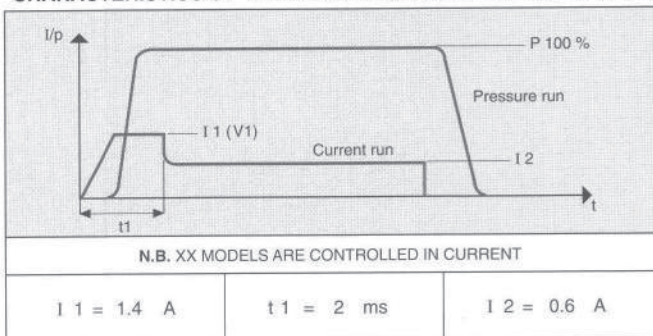 I/p
P 100 %
Pressure run
I 1 (V1)
Current run
I 2
t
t1
N.B. XX MODELS ARE CONTROLLED IN CURRENT
I 1 = 1.4 A
t 1 = 2 ms
I 2 = 0.6 A